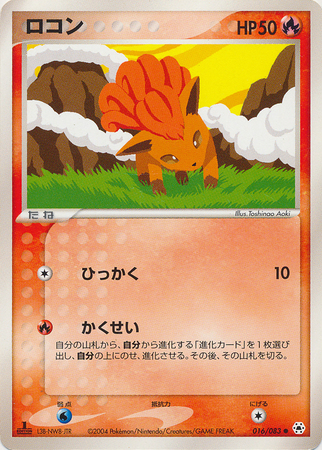 ロコン
HP50
Illus.Toshinao Aoki
たね
ひっかく 10
かくせい
自分の山札から、自分から進化する「進化カード」を1枚選び
出し、自分の上にのせ、進化させる。その後、その山札を切る。
弱点 抵抗力 にげる
1 L38-NW8-JTR ©2004 Pokémon/Nintendo/Creatures/GAME FREAK 016/083